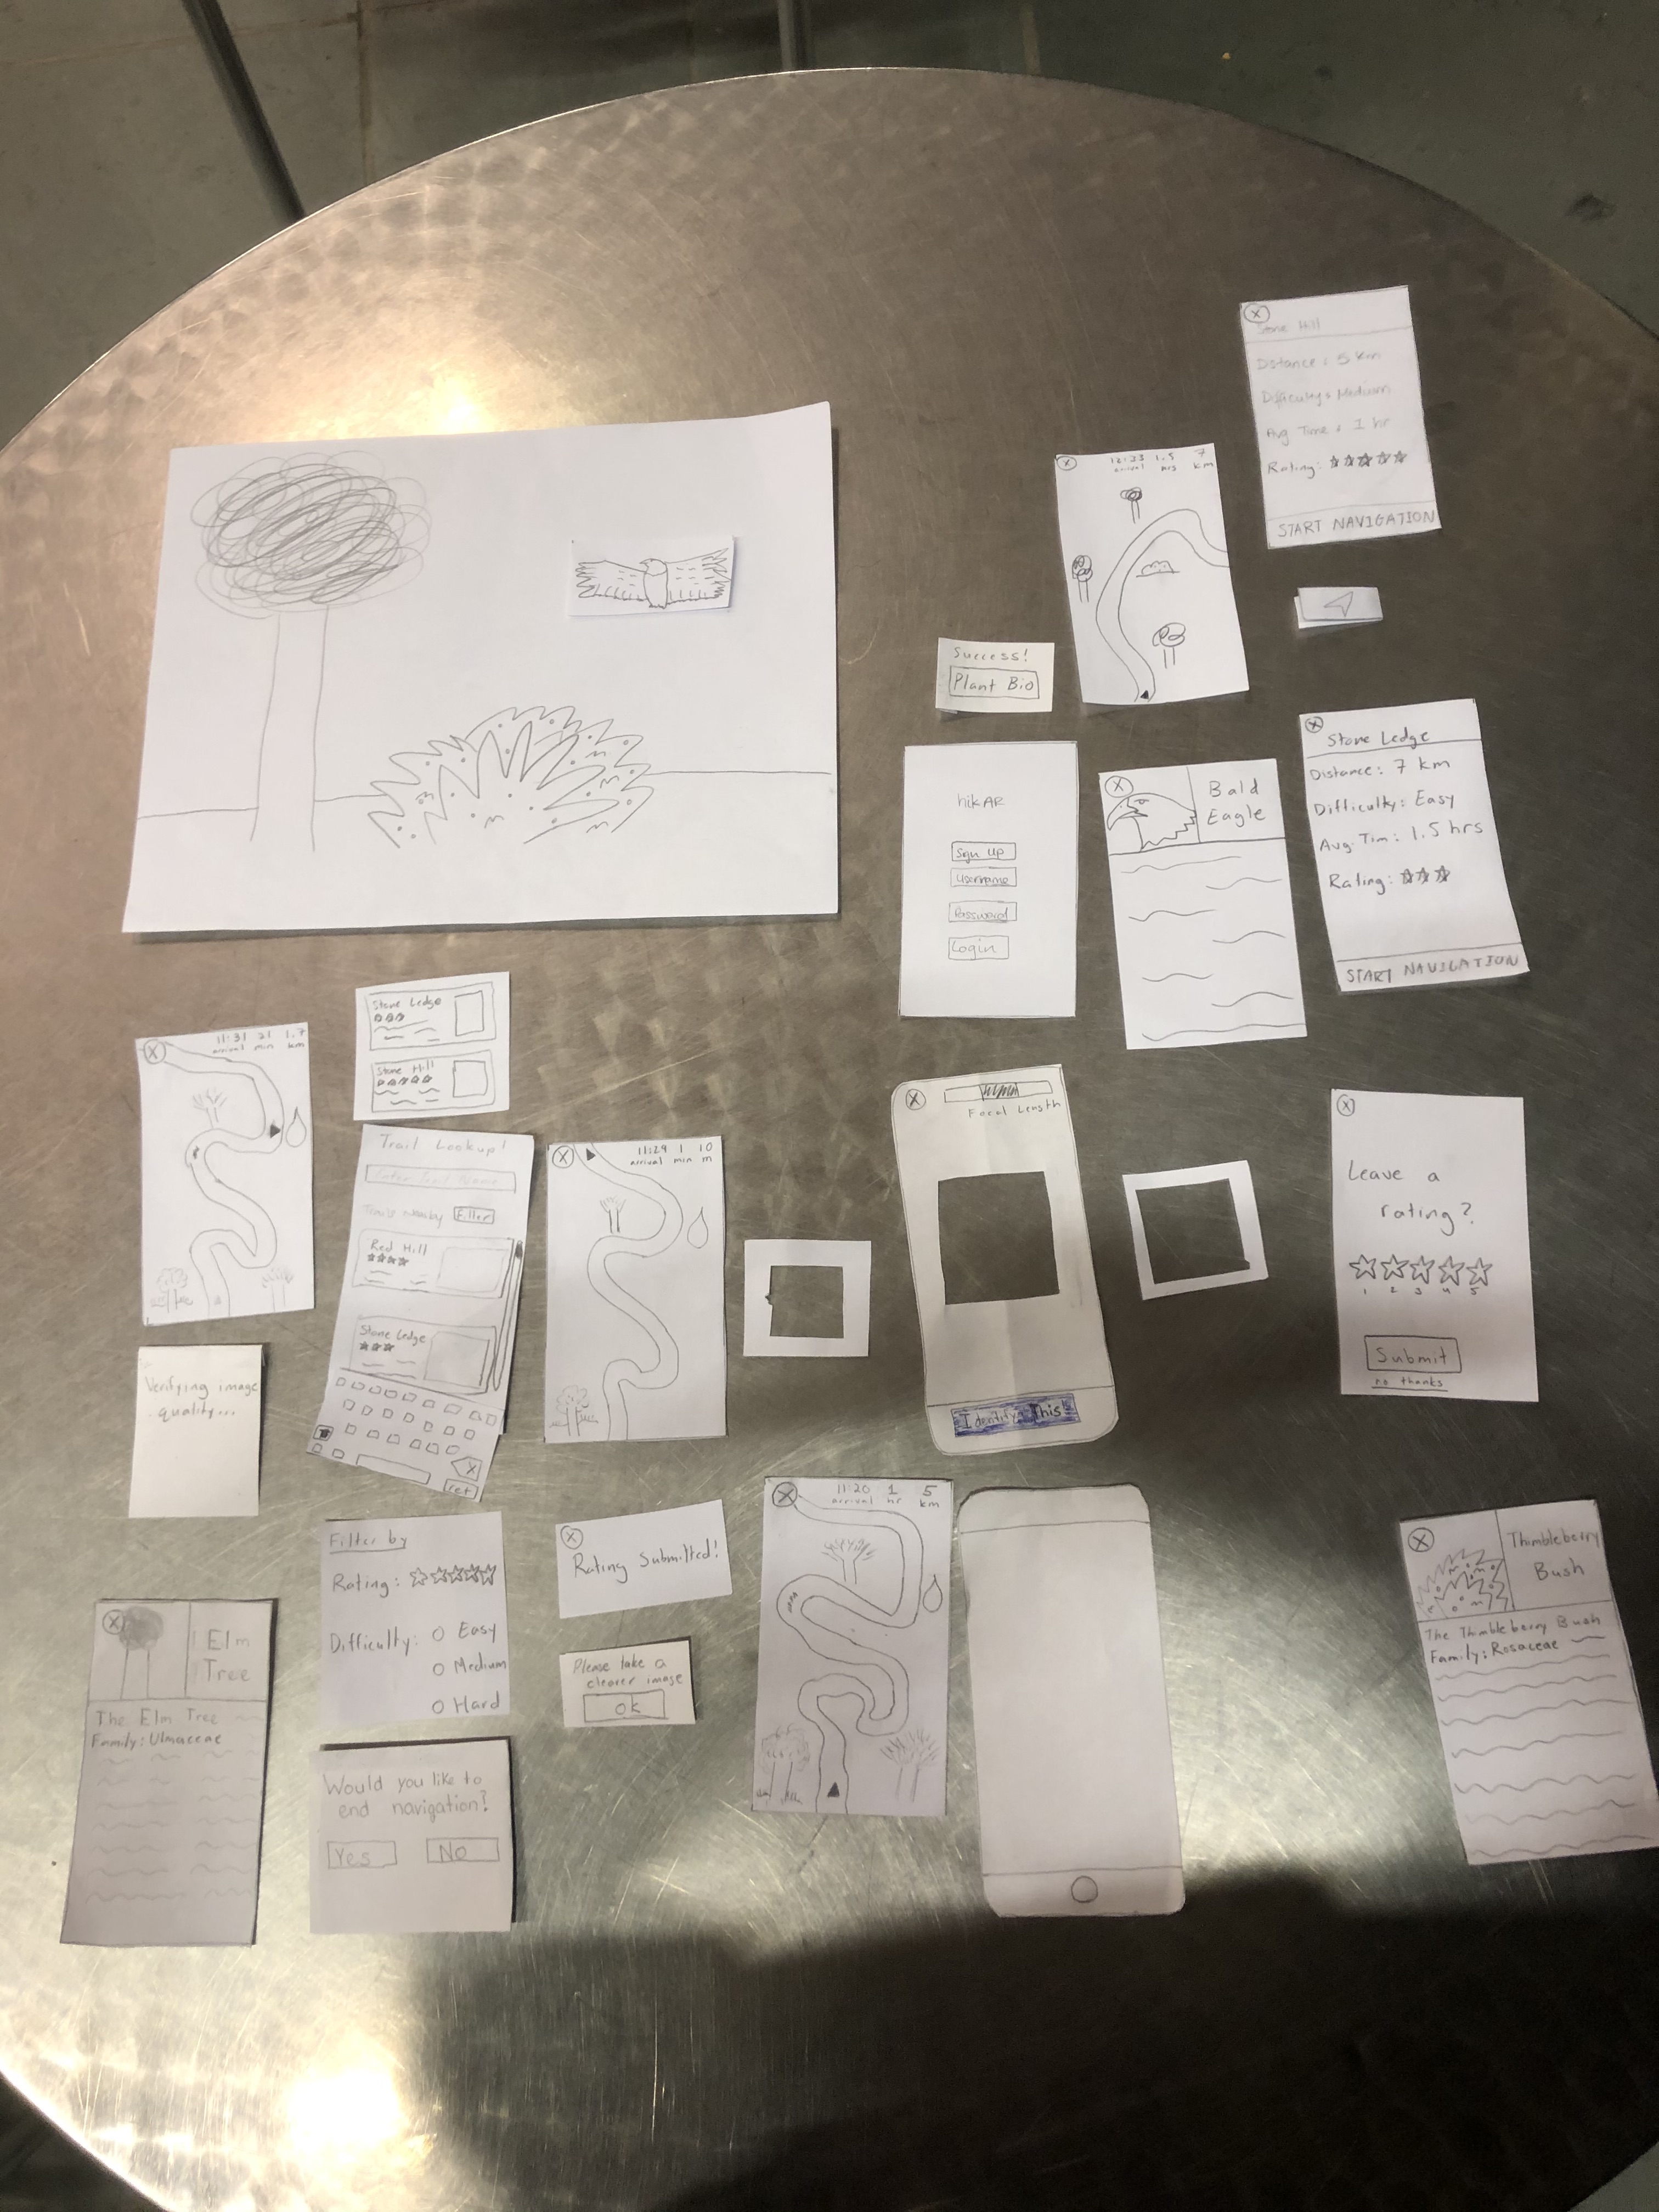 Stone Hill
Distance: 5 km
Difficulty: Medium
Avg Time: 1 hr
Rating:
START NAVIGATION
12:23 1.5 7
arrival hrs km
Success!
Plant Bio
Stone Ledge
Distance: 7 km
Difficulty: Easy
Avg. Tim: 1.5 hrs
Rating:
START NAVIGATION
hikAR
Sign Up
Username
Password
Login
Bald
Eagle
Stone Ledge
Stone Hill
11:31 21 1.7
arrival min km
Trail Lookup!
Enter Trail Name
Trails nearby Filter
Red Hill
Stone Ledge
ret
11:29 1 10
arrival min m
Focal Length
Identify This!
Leave a
rating?
1 2 3 4 5
Submit
no thanks
Verifying image
quality...
Filter by
Rating:
Difficulty: Easy
Medium
Hard
Rating Submitted!
Please take a
clearer image
OK
11:20 1 5
arrival hr km
Thimbleberry
Bush
The Thimbleberry Bush
Family: Rosaceae
Elm
Tree
The Elm Tree
Family: Ulmaceae
Would you like to
end navigation?
Yes No